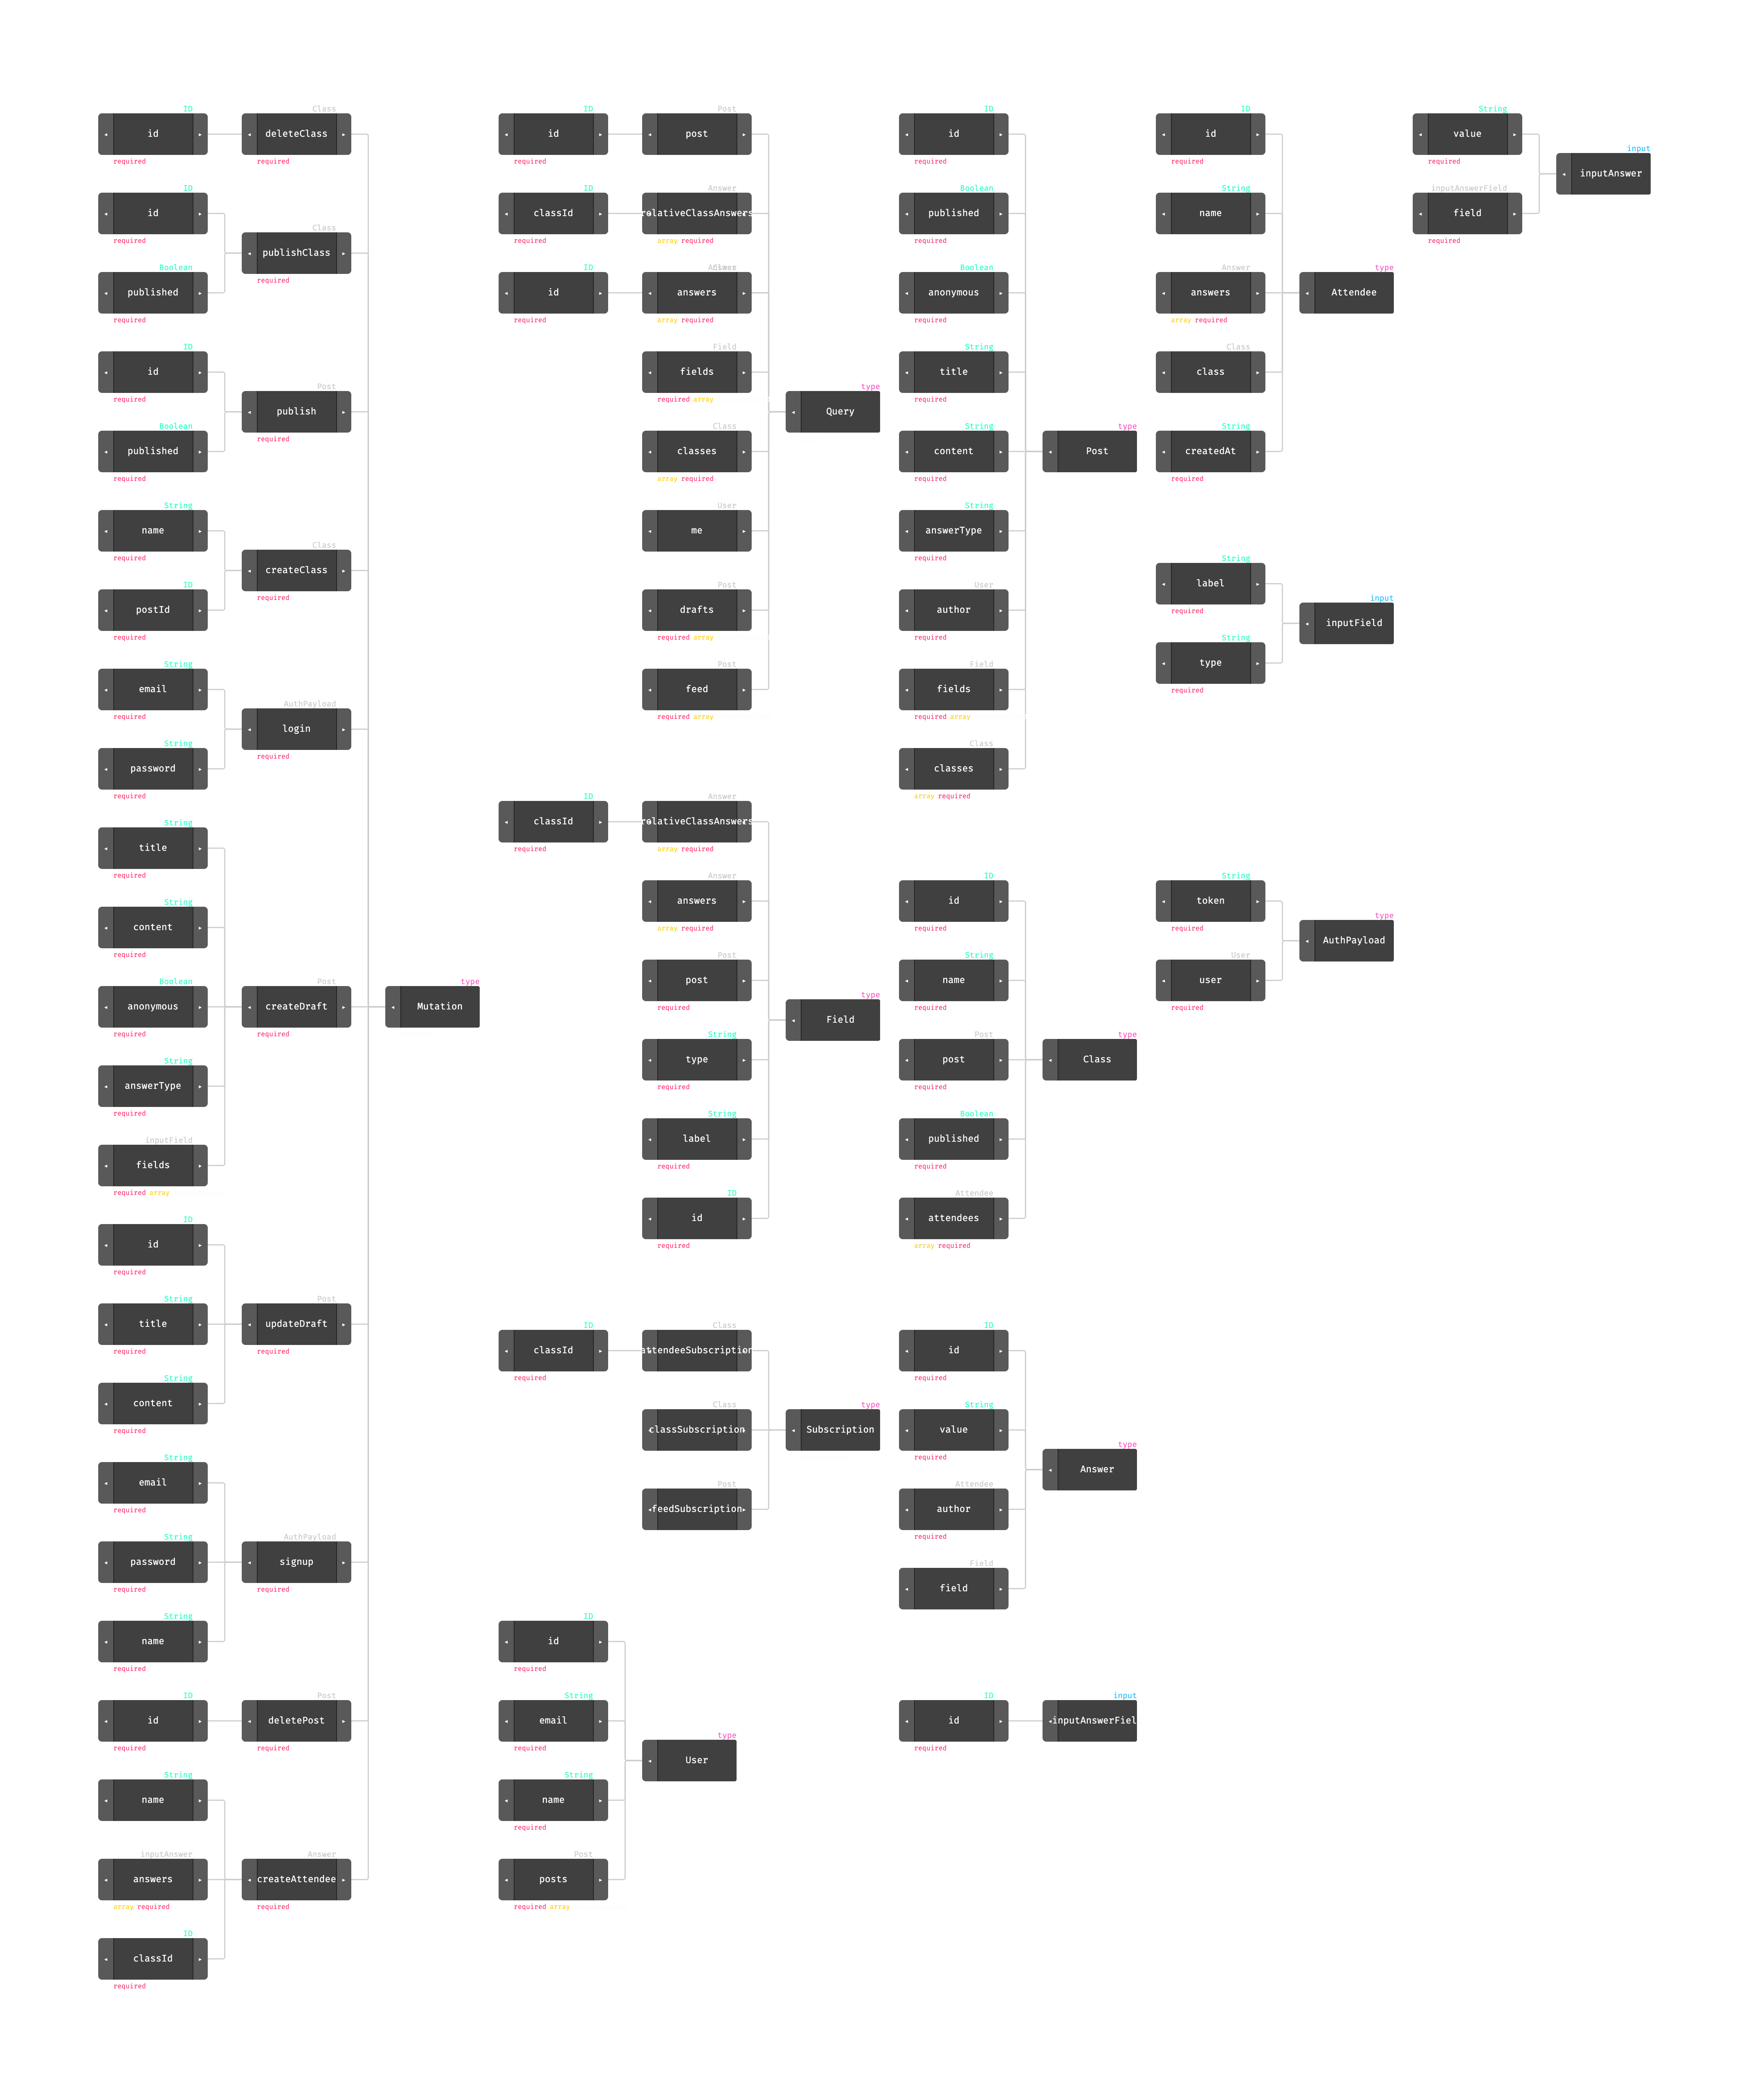 ID
id
required
Class
deleteClass
required
ID
id
required
Boolean
published
required
Class
publishClass
required
ID
id
required
Boolean
published
required
Post
publish
required
String
name
required
ID
postId
required
Class
createClass
required
String
email
required
String
password
required
AuthPayload
login
required
String
title
required
String
content
required
Boolean
anonymous
required
String
answerType
required
inputField
fields
required array
Post
createDraft
required
ID
id
required
String
title
required
String
content
required
Post
updateDraft
required
String
email
required
String
password
required
String
name
required
AuthPayload
signup
required
ID
id
required
Post
deletePost
required
String
name
inputAnswer
answers
array required
ID
classId
required
Answer
createAttendee
required
type
Mutation
ID
id
required
Post
post
ID
classId
required
Answer
relativeClassAnswers
array required
ID
id
required
answers
array required
Field
fields
required array
Class
classes
array required
User
me
Post
drafts
required array
Post
feed
required array
type
Query
ID
classId
required
Answer
relativeClassAnswers
array required
Answer
answers
array required
Post
post
required
String
type
required
String
label
required
ID
id
required
type
Field
ID
classId
required
Class
attendeeSubscription
Class
classSubscription
Post
feedSubscription
type
Subscription
ID
id
required
String
email
String
name
required
Post
posts
required array
type
User
ID
id
required
Boolean
published
required
Boolean
anonymous
required
String
title
required
String
content
required
String
answerType
required
User
author
required
Field
fields
required array
Class
classes
array required
type
Post
ID
id
required
String
name
required
Post
post
required
Boolean
published
required
Attendee
attendees
array required
type
Class
ID
id
required
String
value
required
Attendee
author
required
Field
field
type
Answer
ID
id
required
input
inputAnswerFiel
ID
id
required
String
name
Answer
answers
array required
Class
class
String
createdAt
required
type
Attendee
String
label
required
String
type
required
input
inputField
String
token
required
User
user
required
type
AuthPayload
String
value
required
inputAnswerField
field
required
input
inputAnswer